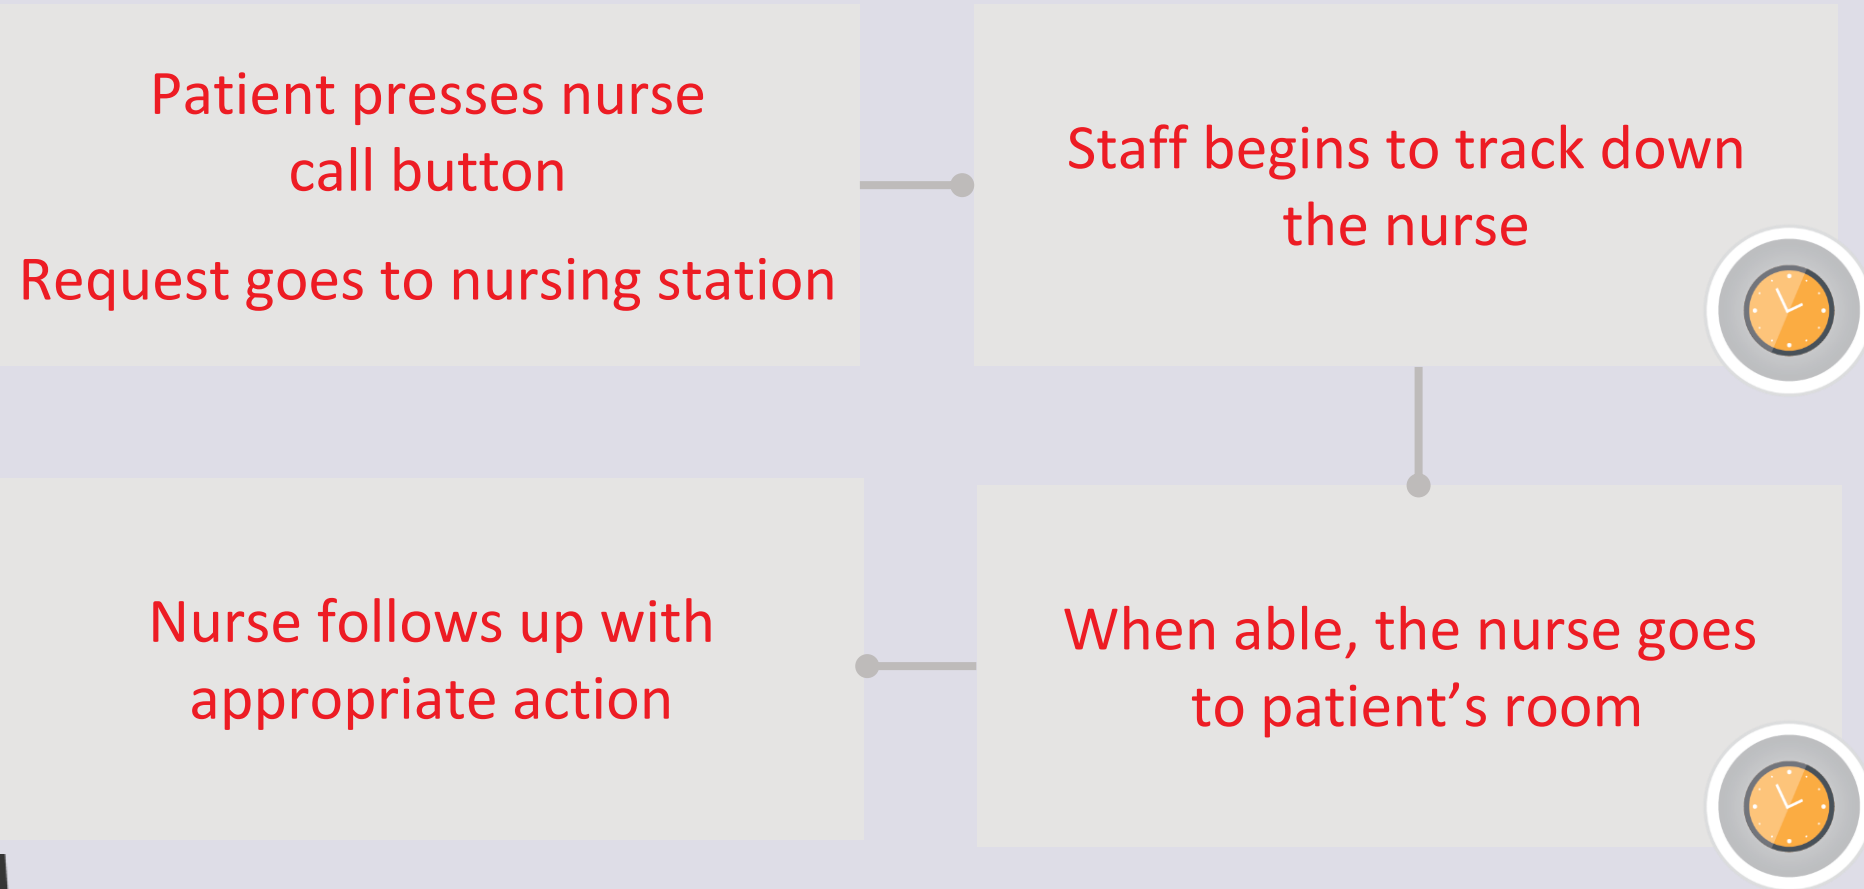 Patient presses nurse
call button
Request goes to nursing station
Staff begins to track down
the nurse
When able, the nurse goes
to patient’s room
Nurse follows up with
appropriate action